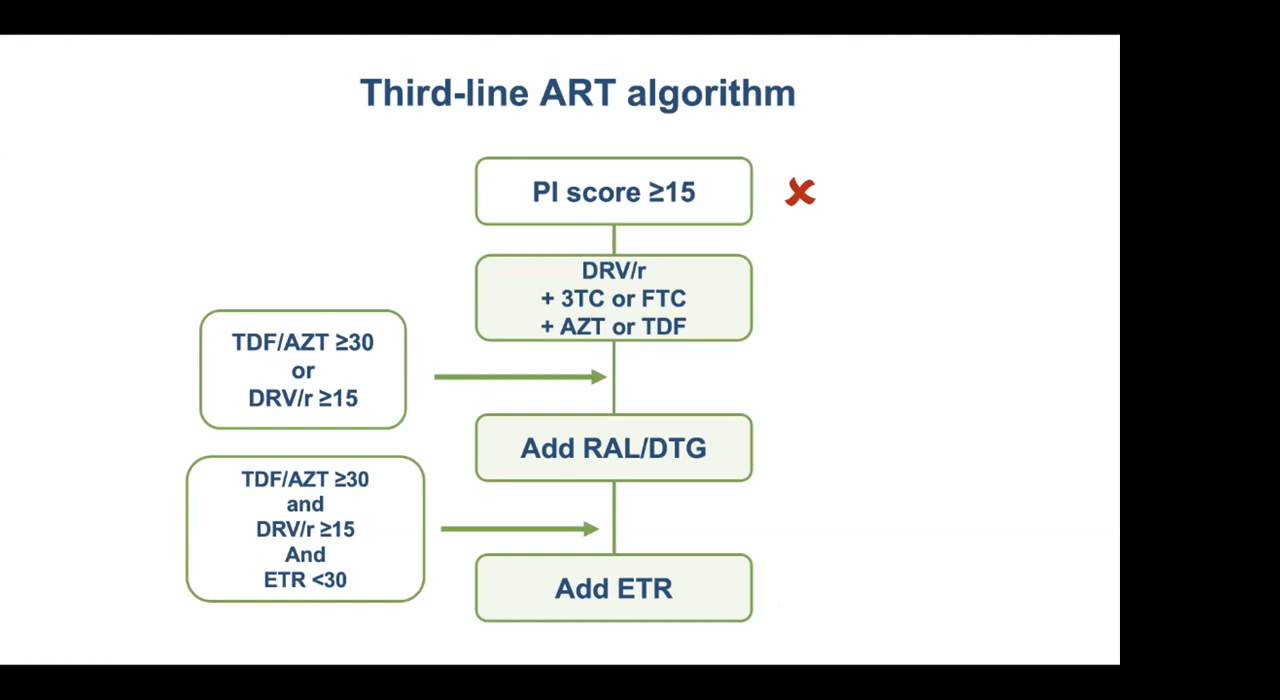 Third-line ART algorithm
PI score ≥15
DRV/r
+ 3TC or FTC
+ AZT or TDF
TDF/AZT ≥30
or
DRV/r ≥15
Add RAL/DTG
TDF/AZT ≥30
and
DRV/r ≥15
And
ETR <30
Add ETR